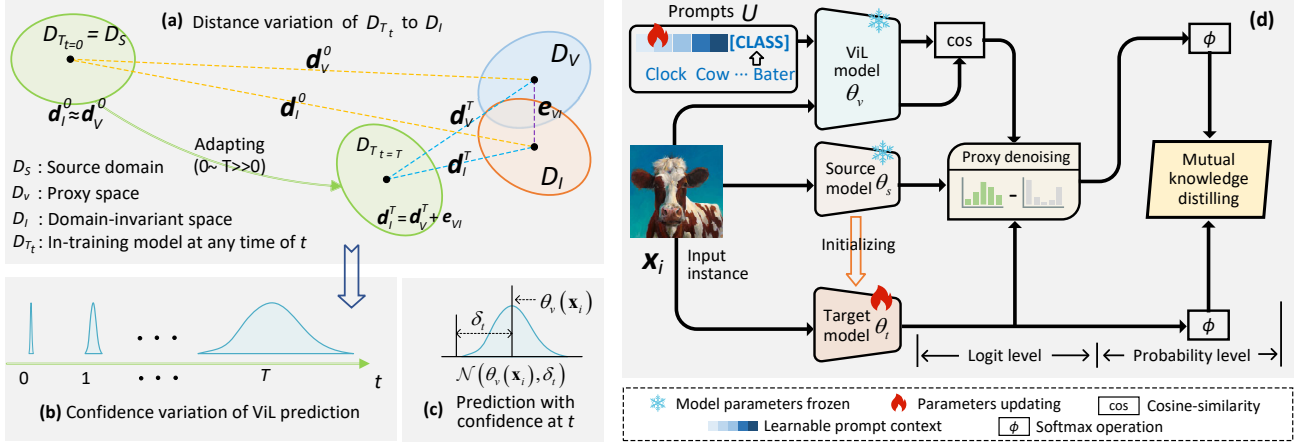 (a) Distance variation of D_{T_t} to D_I
D_{T_{t=0}} = D_S
d_V^0
D_V
d_I^0 ≈ d_V^0
d_I^0
d_V^T
e_{VI}
Adapting
(0~ T>>0)
D_{T_{t=T}}
d_I^T
D_I
d_I^T = d_V^T + e_{VI}
D_S : Source domain
D_v : Proxy space
D_I : Domain-invariant space
D_{T_t} : In-training model at any time of t
0 1 • • • T t
• • •
(b) Confidence variation of ViL prediction
δ_t
θ_v(x_i)
N(θ_v(x_i), δ_t)
(c) Prediction with
confidence at t
(d)
Prompts U
[CLASS]
Clock Cow ··· Bater
ViL
model
θ_v
cos
ϕ
Source
model θ_s
Proxy denoising
-
Mutual
knowledge
distilling
Initializing
x_i
Input
instance
Target
model θ_t
ϕ
Logit level
Probability level
Model parameters frozen
Parameters updating
cos Cosine-similarity
Learnable prompt context
ϕ Softmax operation